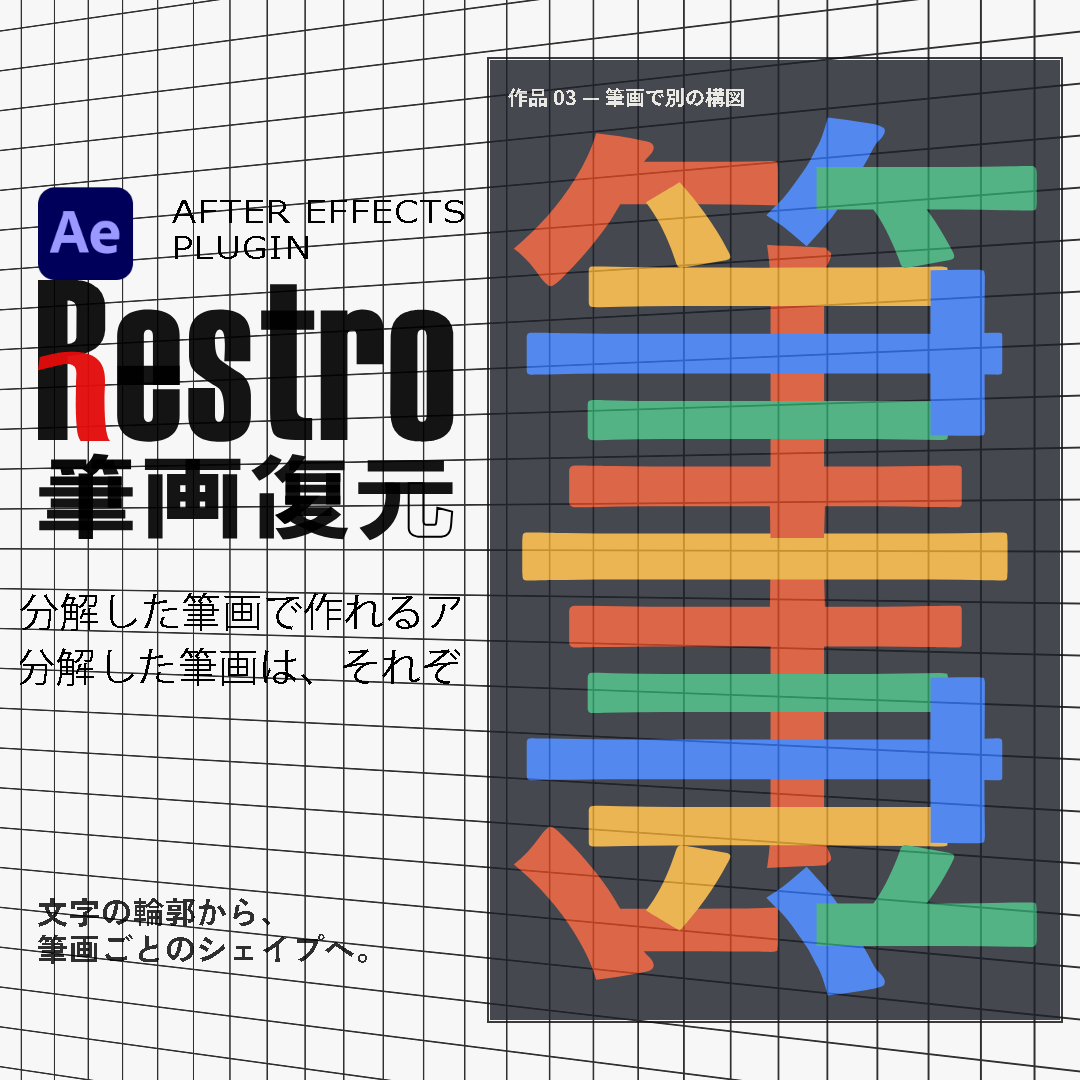 作品 03 — 筆画で別の構図
Ae
AFTER EFFECTS
PLUGIN
Restro
筆画復元
分解した筆画で作れるア
分解した筆画は、それぞ
文字の輪郭から、
筆画ごとのシェイプへ。